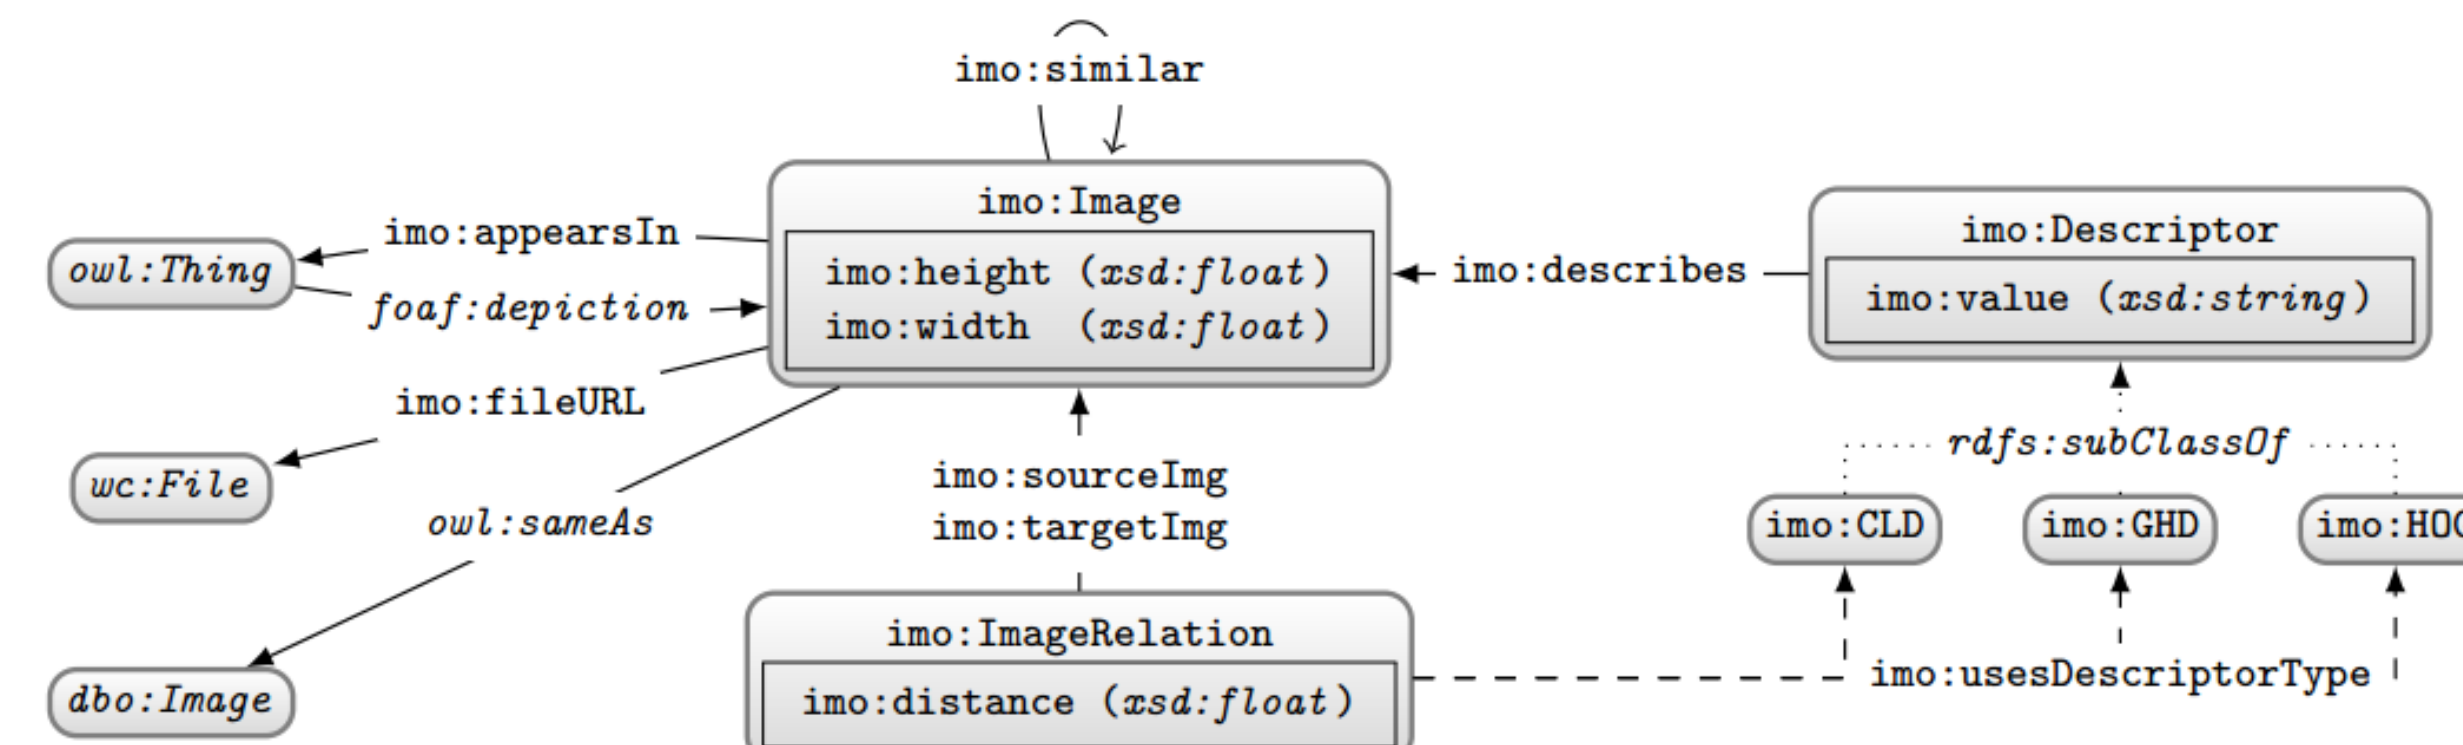 imo:similar
imo:Image
imo:height (xsd:float)
imo:width (xsd:float)
imo:appearsIn
owl:Thing
foaf:depiction
imo:describes
imo:Descriptor
imo:value (xsd:string)
imo:fileURL
wc:File
owl:sameAs
dbo:Image
imo:sourceImg
imo:targetImg
rdfs:subClassOf
imo:CLD
imo:GHD
imo:ImageRelation
imo:distance (xsd:float)
imo:usesDescriptorType